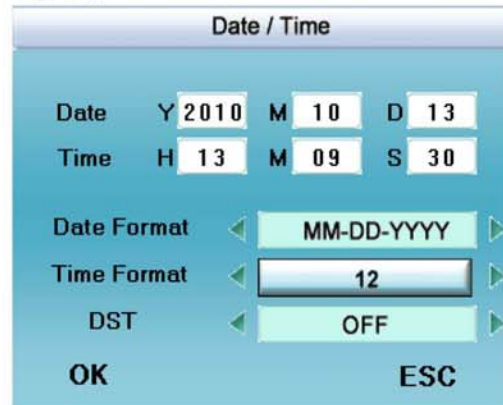 Date / Time
Date Y 2010 M 10 D 13
Time H 13 M 09 S 30
Date Format MM-DD-YYYY
Time Format 12
DST OFF
OK ESC